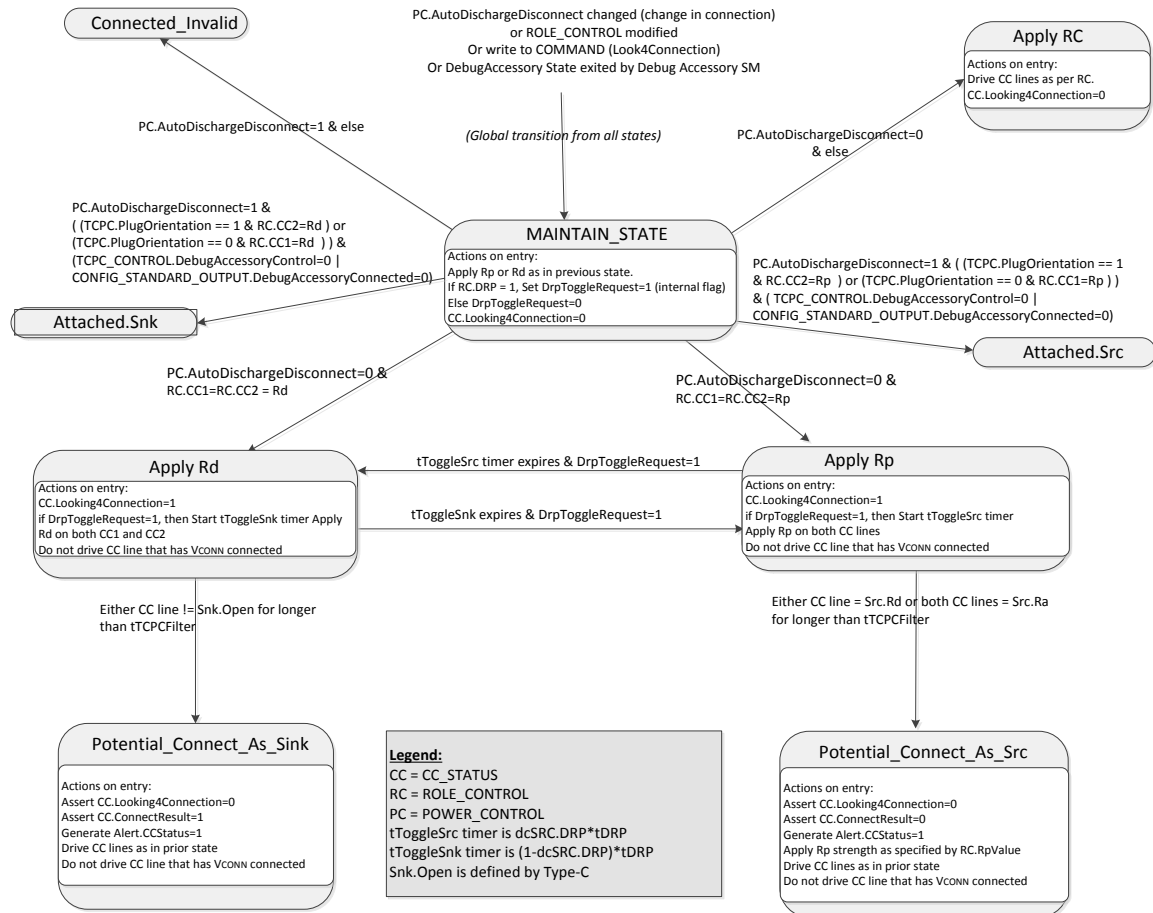 Connected_Invalid
PC.AutoDischargeDisconnect changed (change in connection)
or ROLE_CONTROL modified
Or write to COMMAND (Look4Connection)
Or DebugAccessory State exited by Debug Accessory SM
Apply RC
Actions on entry:
Drive CC lines as per RC.
CC.Looking4Connection=0
PC.AutoDischargeDisconnect=1 & else
(Global transition from all states)
PC.AutoDischargeDisconnect=0
& else
PC.AutoDischargeDisconnect=1 &
( (TCPC.PlugOrientation == 1 & RC.CC2=Rd ) or
(TCPC.PlugOrientation == 0 & RC.CC1=Rd  ) ) &
(TCPC_CONTROL.DebugAccessoryControl=0 |
CONFIG_STANDARD_OUTPUT.DebugAccessoryConnected=0)
MAINTAIN_STATE
Actions on entry:
Apply Rp or Rd as in previous state.
If RC.DRP = 1, Set DrpToggleRequest=1 (internal flag)
Else DrpToggleRequest=0
CC.Looking4Connection=0
PC.AutoDischargeDisconnect=1 & ( (TCPC.PlugOrientation == 1
& RC.CC2=Rp  ) or (TCPC.PlugOrientation == 0 & RC.CC1=Rp ) )
& ( TCPC_CONTROL.DebugAccessoryControl=0 |
CONFIG_STANDARD_OUTPUT.DebugAccessoryConnected=0)
Attached.Snk
Attached.Src
PC.AutoDischargeDisconnect=0 &
RC.CC1=RC.CC2 = Rd
PC.AutoDischargeDisconnect=0 &
RC.CC1=RC.CC2=Rp
Apply Rd
Actions on entry:
CC.Looking4Connection=1
if DrpToggleRequest=1, then Start tToggleSnk timer Apply
Rd on both CC1 and CC2
Do not drive CC line that has VCONN connected
tToggleSrc timer expires & DrpToggleRequest=1
tToggleSnk expires & DrpToggleRequest=1
Apply Rp
Actions on entry:
CC.Looking4Connection=1
if DrpToggleRequest=1, then Start tToggleSrc timer
Apply Rp on both CC lines
Do not drive CC line that has VCONN connected
Either CC line != Snk.Open for longer
than tTCPCFilter
Either CC line = Src.Rd or both CC lines = Src.Ra
for longer than tTCPCFilter
Potential_Connect_As_Sink
Actions on entry:
Assert CC.Looking4Connection=0
Assert CC.ConnectResult=1
Generate Alert.CCStatus=1
Drive CC lines as in prior state
Do not drive CC line that has VCONN connected
Legend:
CC = CC_STATUS
RC = ROLE_CONTROL
PC = POWER_CONTROL
tToggleSrc timer is dcSRC.DRP*tDRP
tToggleSnk timer is (1-dcSRC.DRP)*tDRP
Snk.Open is defined by Type-C
Potential_Connect_As_Src
Actions on entry:
Assert CC.Looking4Connection=0
Assert CC.ConnectResult=0
Generate Alert.CCStatus=1
Apply Rp strength as specified by RC.RpValue
Drive CC lines as in prior state
Do not drive CC line that has VCONN connected